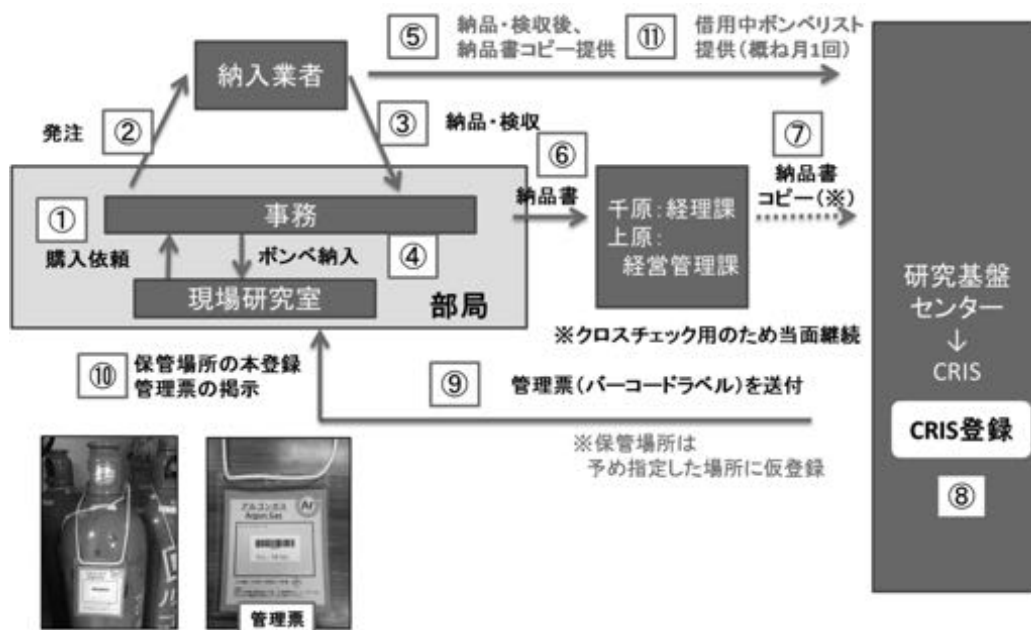 ⑤
納品・検収後、
納品書コピー提供
⑪
借用中ボンベリスト
提供（概ね月1回）
納入業者
発注
②
③
納品・検収
⑥
納品書
⑦
納品書
コピー（※）
①
購入依頼
事務
ボンベ納入
④
現場研究室
部局
千原：経理課
上原：
経営管理課
※クロスチェック用のため当面継続
研究基盤
センター
↓
CRIS
CRIS登録
⑧
⑩
保管場所の本登録
管理票の掲示
⑨
管理票（バーコードラベル）を送付
※保管場所は
予め指定した場所に仮登録
アルゴンガス
Argon Gas
Ar
管理票